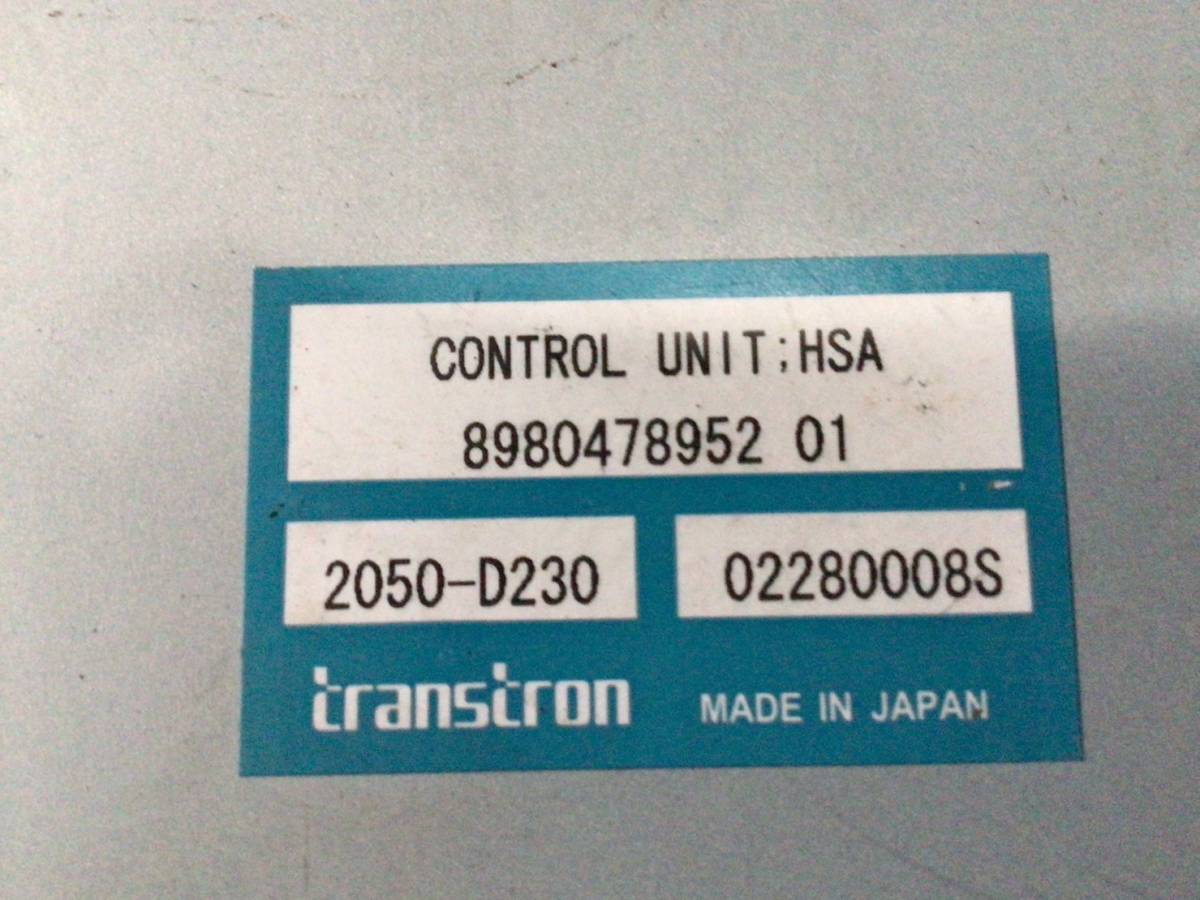 CONTROL UNIT;HSA
8980478952 01
2050-D230 02280008S
transtron MADE IN JAPAN